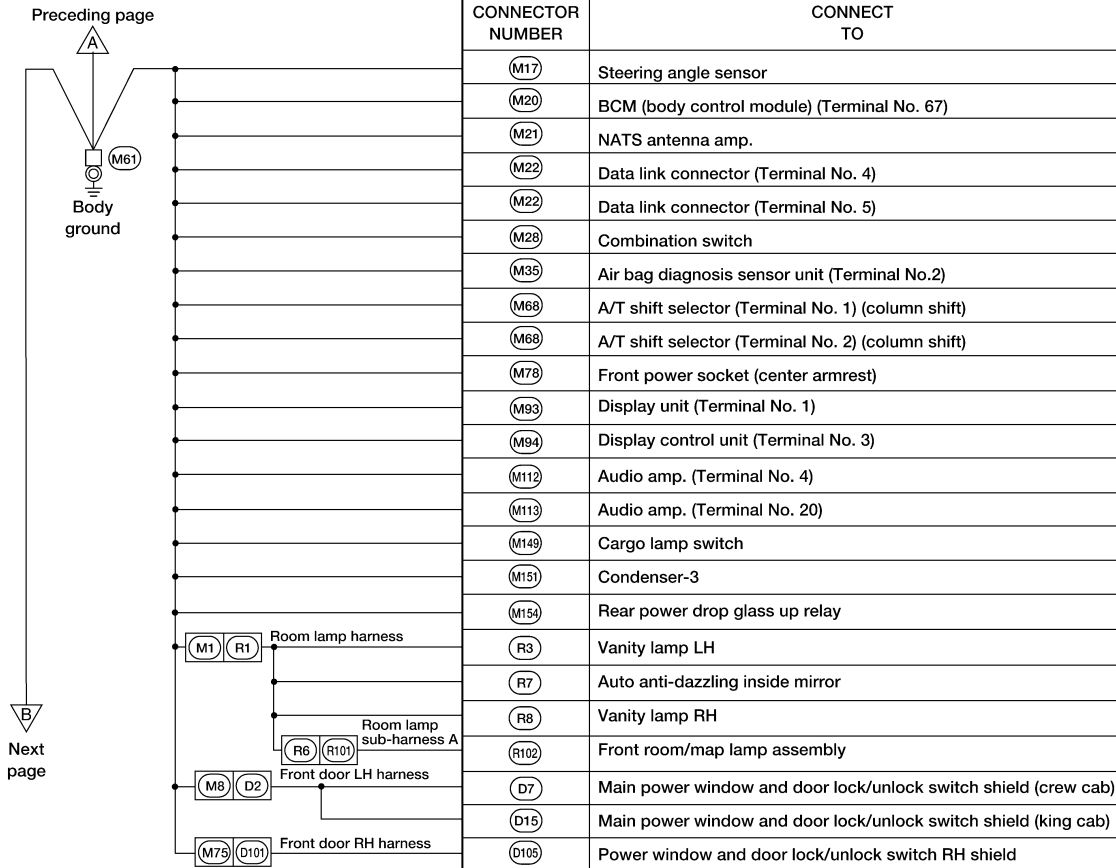 Preceding page
A
M61
Body
ground
B
Next
page
CONNECTOR
NUMBER
CONNECT
TO
M17 Steering angle sensor
M20 BCM (body control module) (Terminal No. 67)
M21 NATS antenna amp.
M22 Data link connector (Terminal No. 4)
M22 Data link connector (Terminal No. 5)
M28 Combination switch
M35 Air bag diagnosis sensor unit (Terminal No.2)
M68 A/T shift selector (Terminal No. 1) (column shift)
M68 A/T shift selector (Terminal No. 2) (column shift)
M78 Front power socket (center armrest)
M93 Display unit (Terminal No. 1)
M94 Display control unit (Terminal No. 3)
M112 Audio amp. (Terminal No. 4)
M113 Audio amp. (Terminal No. 20)
M149 Cargo lamp switch
M151 Condenser-3
M154 Rear power drop glass up relay
M1 R1 Room lamp harness R3 Vanity lamp LH
R7 Auto anti-dazzling inside mirror
R8 Vanity lamp RH
Room lamp
sub-harness A
R6 R101 R102 Front room/map lamp assembly
Front door LH harness
M8 D2 D7 Main power window and door lock/unlock switch shield (crew cab)
D15 Main power window and door lock/unlock switch shield (king cab)
Front door RH harness
M75 D101 D105 Power window and door lock/unlock switch RH shield